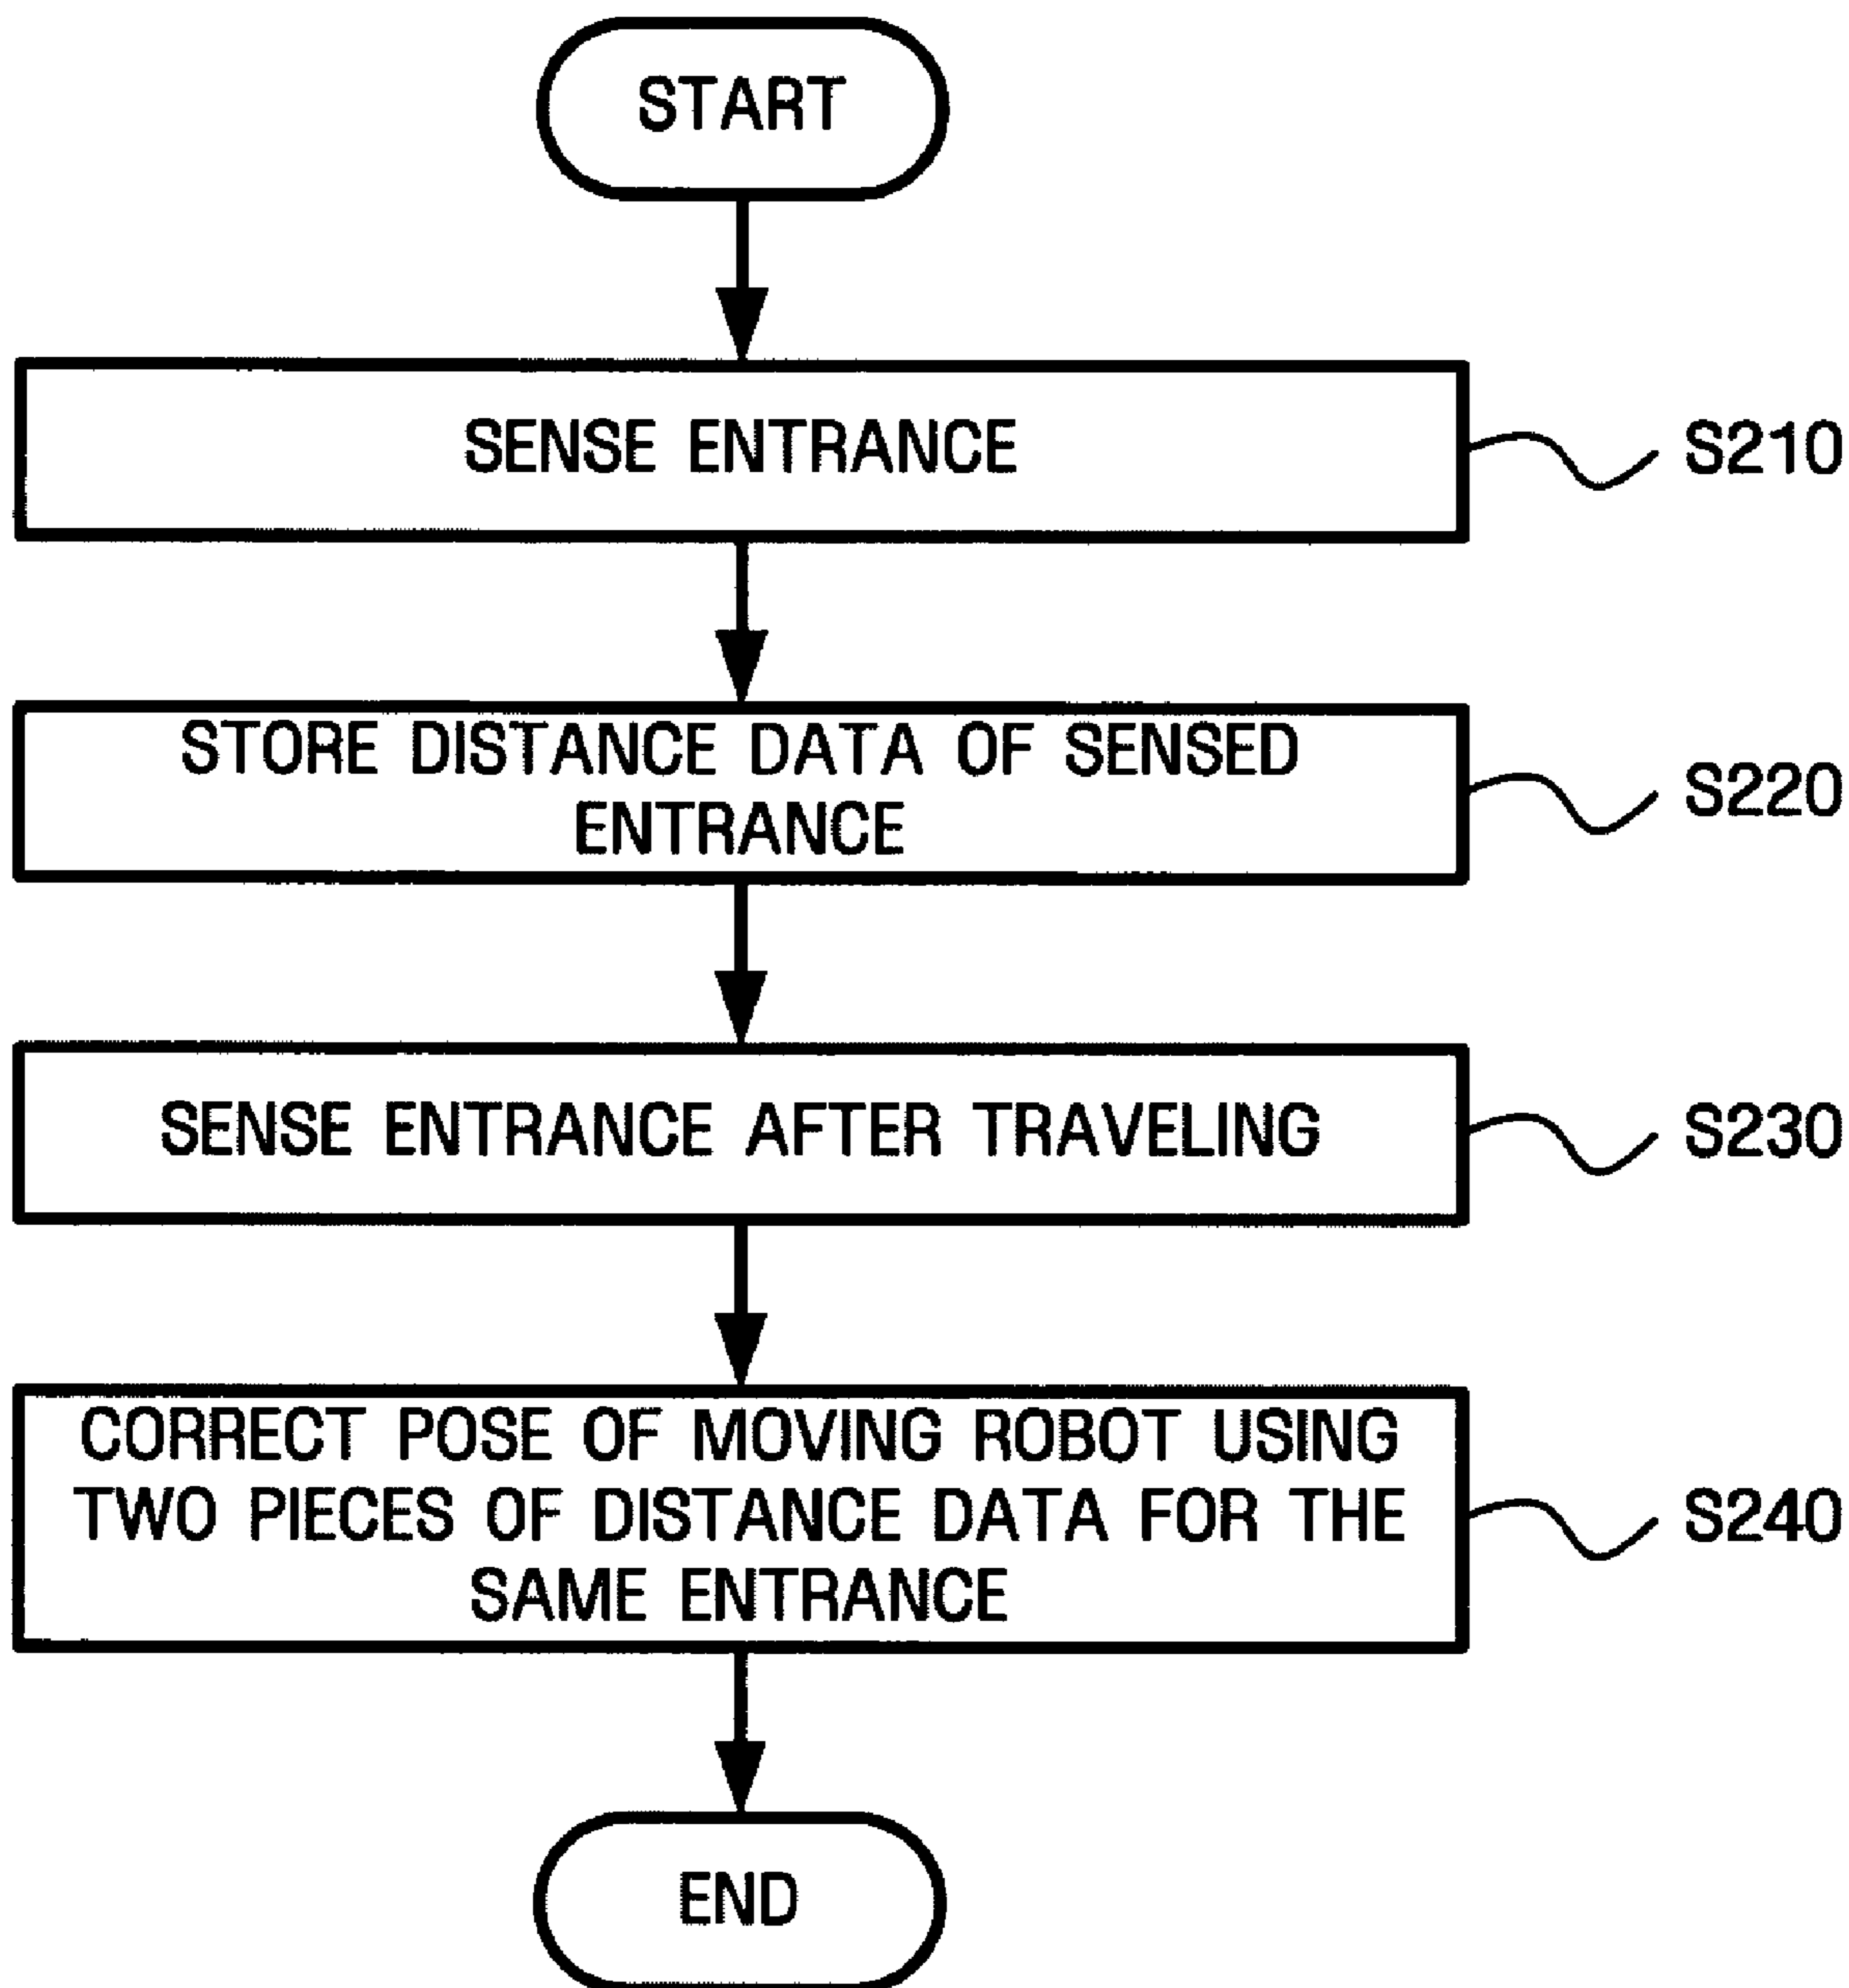 START
SENSE ENTRANCE
S210
STORE DISTANCE DATA OF SENSED
ENTRANCE
S220
SENSE ENTRANCE AFTER TRAVELING
S230
CORRECT POSE OF MOVING ROBOT USING
TWO PIECES OF DISTANCE DATA FOR THE
SAME ENTRANCE
S240
END